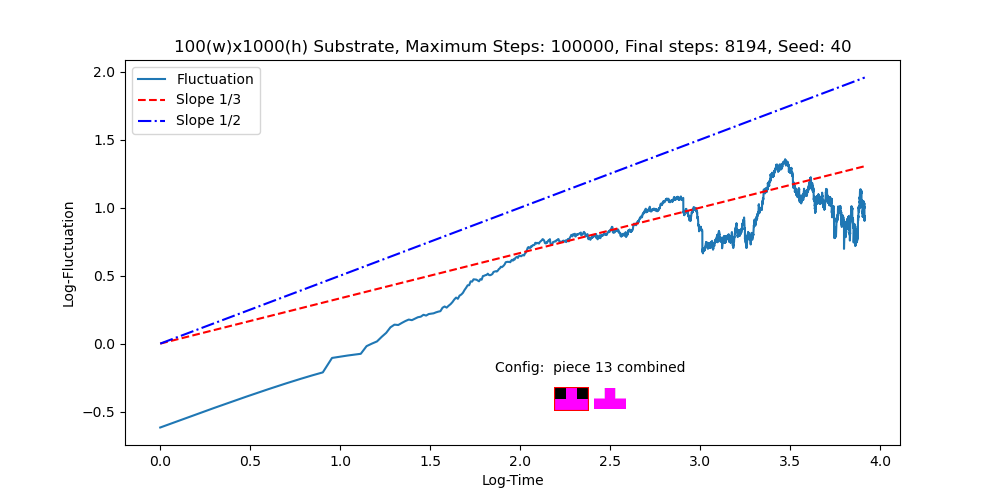 100(w)x1000(h) Substrate, Maximum Steps: 100000, Final steps: 8194, Seed: 40
Fluctuation
Slope 1/3
Slope 1/2
Log-Fluctuation
2.0
1.5
1.0
0.5
0.0
−0.5
Config:  piece 13 combined
0.0 0.5 1.0 1.5 2.0 2.5 3.0 3.5 4.0
Log-Time